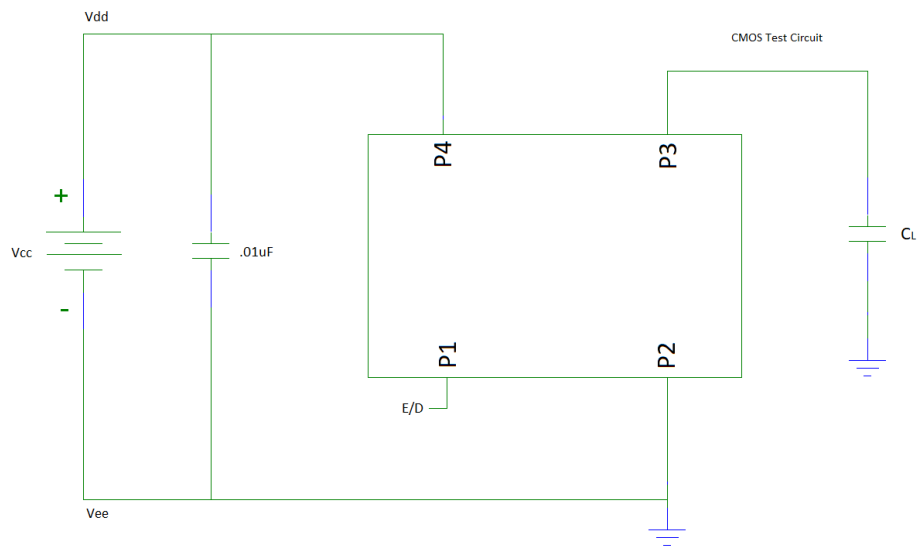 Vdd
CMOS Test Circuit
P4
P3
+
Vcc
.01uF
CL
-
P1
P2
E/D
Vee